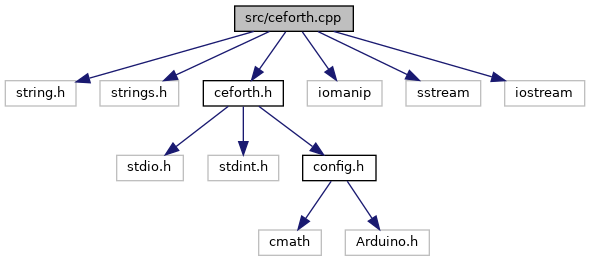 src/ceforth.cpp
string.h
strings.h
ceforth.h
iomanip
sstream
iostream
stdio.h
stdint.h
config.h
cmath
Arduino.h